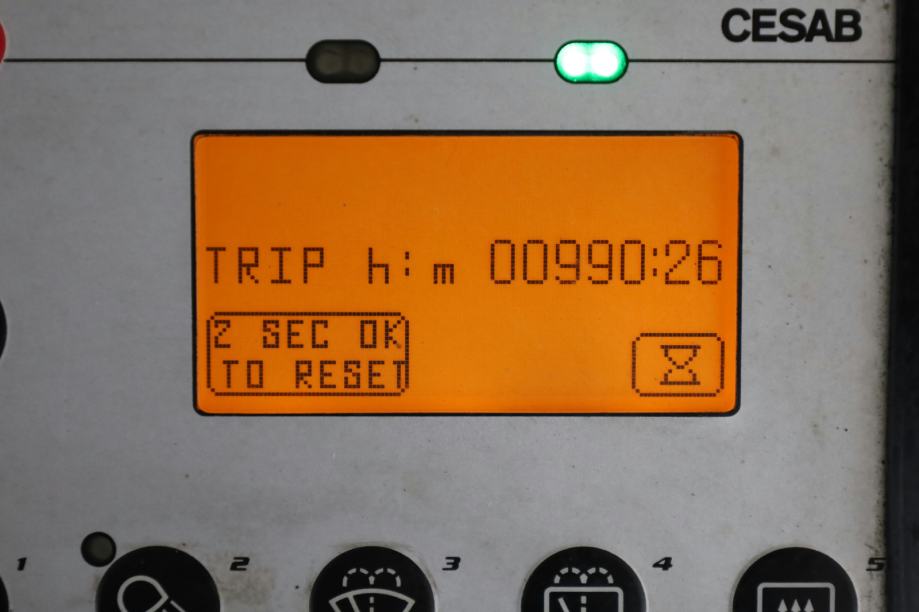 CESAB
TRIP h:m 00990:26
2 SEC OK
TO RESET
1 2 3 4 5